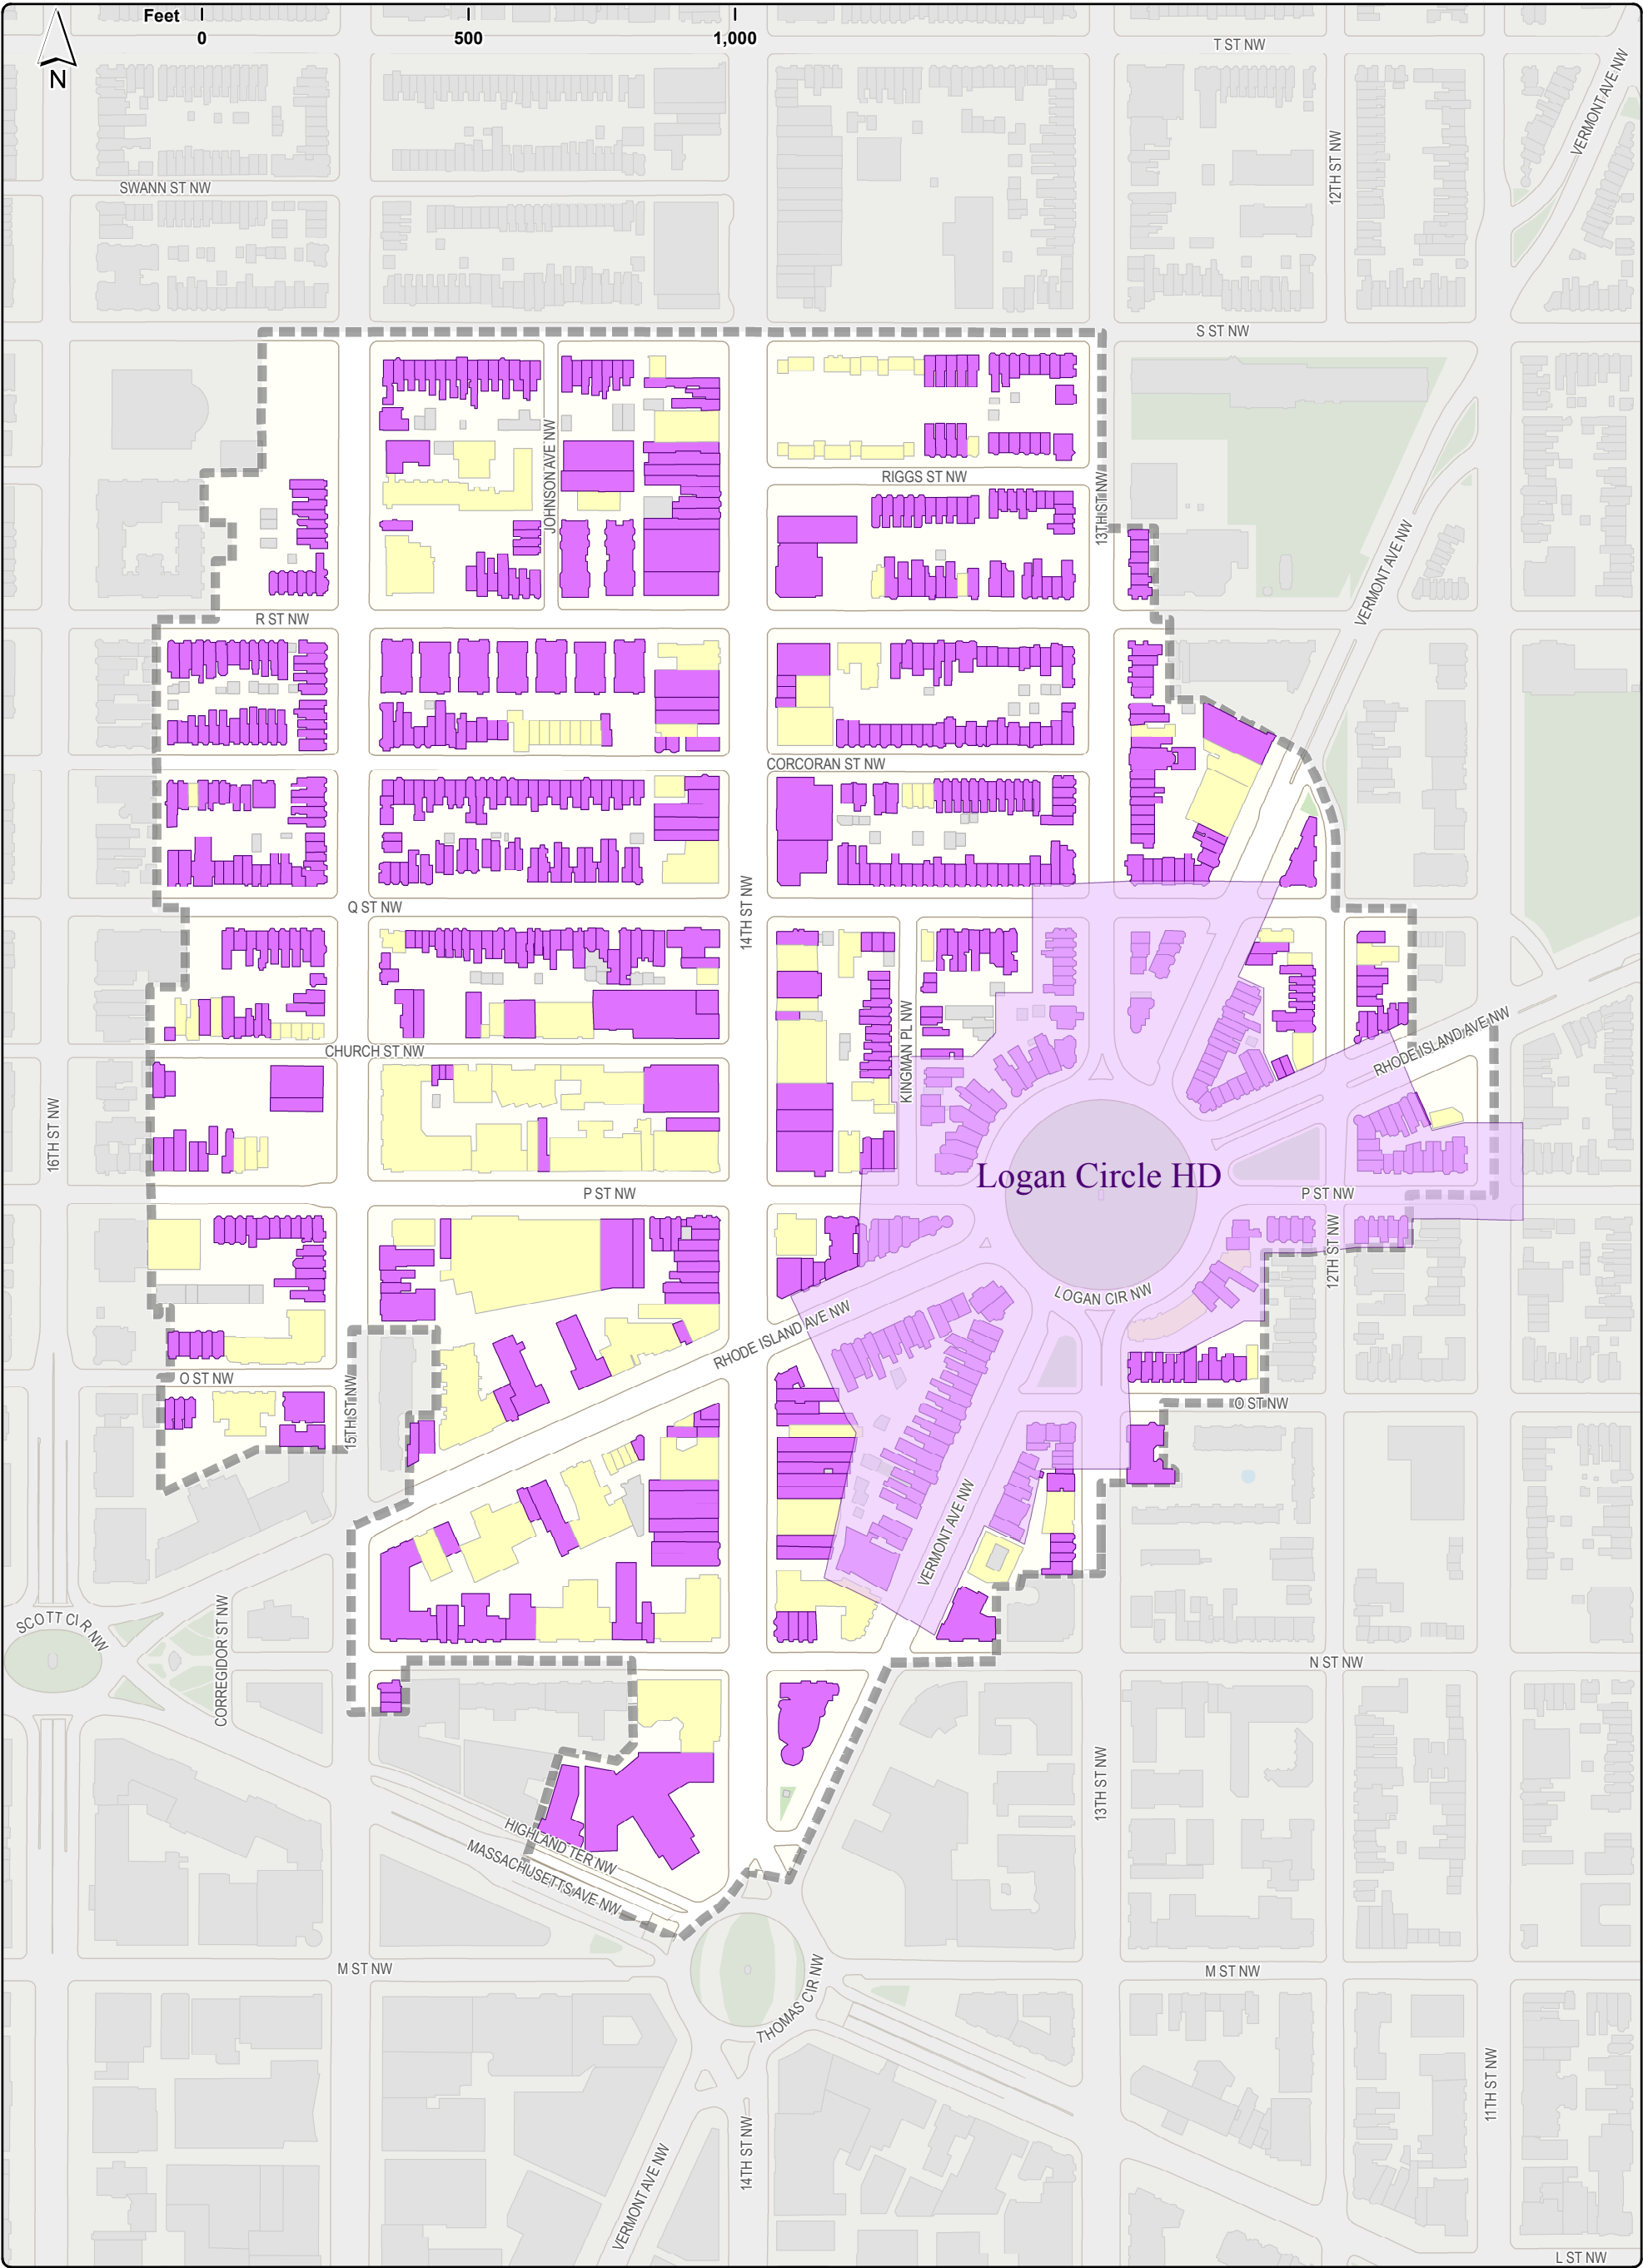 Feet
0 500 1,000
N
T ST NW
VERMONT AVE NW
12TH ST NW
SWANN ST NW
S ST NW
JOHNSON AVE NW
RIGGS ST NW
13TH ST NW
VERMONT AVE NW
R ST NW
CORCORAN ST NW
14TH ST NW
Q ST NW
KINGMAN PL NW
RHODE ISLAND AVE NW
CHURCH ST NW
16TH ST NW
Logan Circle HD
P ST NW
P ST NW
12TH ST NW
LOGAN CIR NW
RHODE ISLAND AVE NW
O ST NW
15TH ST NW
O ST NW
VERMONT AVE NW
SCOTT CIR NW
CORREGIDOR ST NW
N ST NW
13TH ST NW
HIGHLAND TER NW
MASSACHUSETTS AVE NW
M ST NW
M ST NW
THOMAS CIR NW
11TH ST NW
14TH ST NW
VERMONT AVE NW
L ST NW